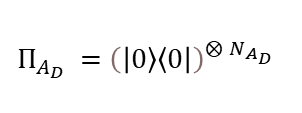 Π_{A_D} = (|0⟩⟨0|)^{⊗ N_{A_D}}